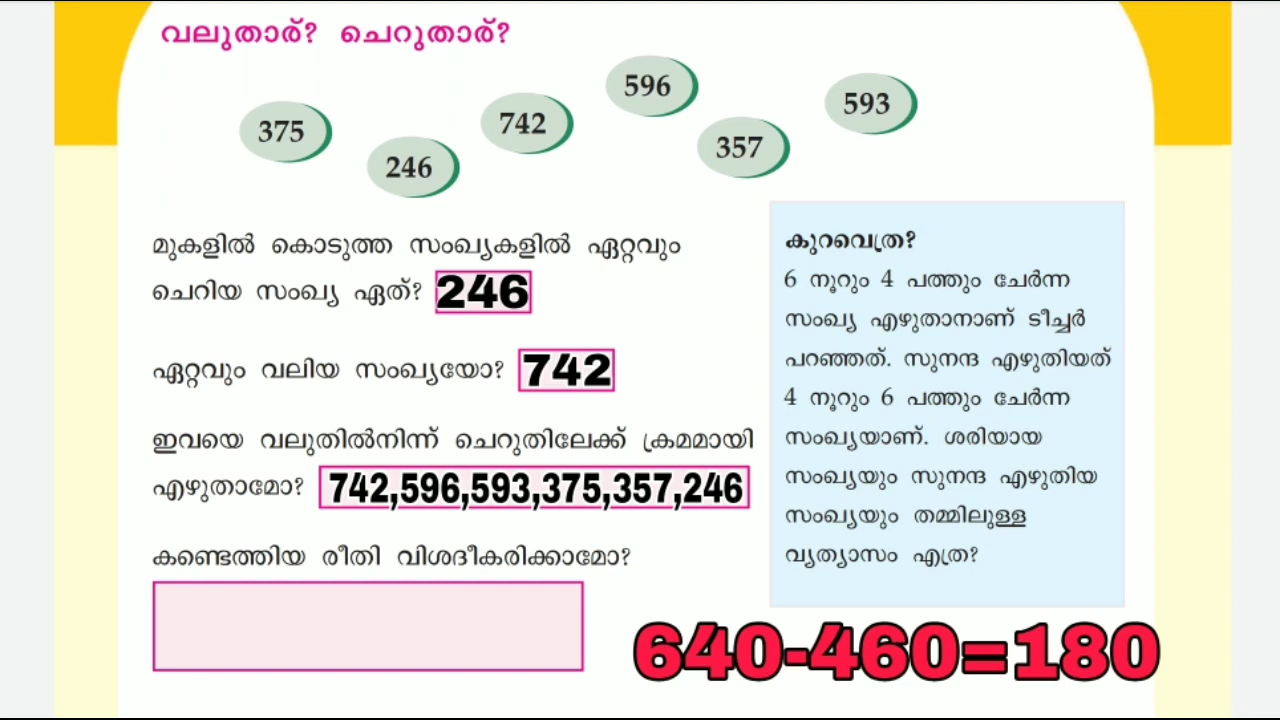 വലുതാര്? ചെറുതാര്?
375
246
742
596
357
593
മുകളിൽ കൊടുത്ത സംഖ്യകളിൽ ഏറ്റവും
ചെറിയ സംഖ്യ ഏത്? 246
ഏറ്റവും വലിയ സംഖ്യയോ? 742
ഇവയെ വലുതിൽനിന്ന് ചെറുതിലേക്ക് ക്രമമായി
എഴുതാമോ? 742,596,593,375,357,246
കണ്ടെത്തിയ രീതി വിശദീകരിക്കാമോ?
കുറവെത്ര?
6 നൂറും 4 പത്തും ചേർന്ന
സംഖ്യ എഴുതാനാണ് ടീച്ചർ
പറഞ്ഞത്. സുനന്ദ എഴുതിയത്
4 നൂറും 6 പത്തും ചേർന്ന
സംഖ്യയാണ്. ശരിയായ
സംഖ്യയും സുനന്ദ എഴുതിയ
സംഖ്യയും തമ്മിലുള്ള
വ്യത്യാസം എത്ര?
640-460=180